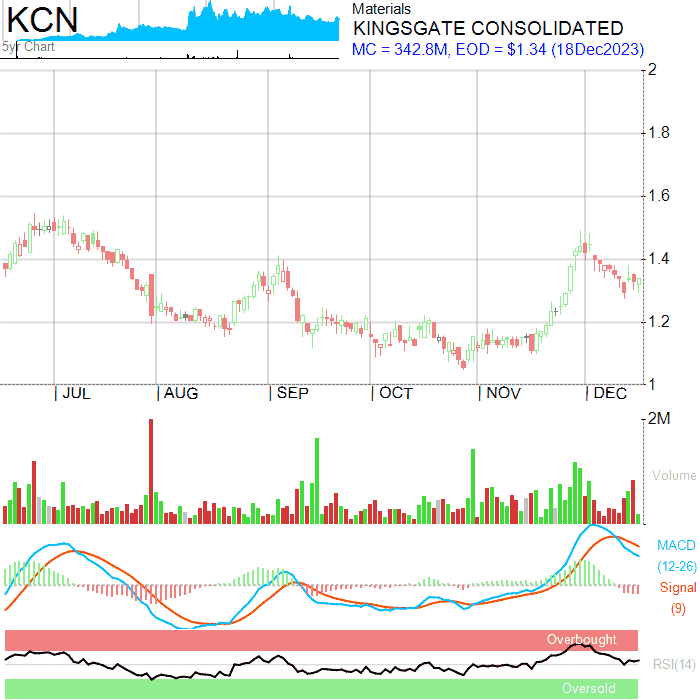 KCN
5yr Chart
Materials
KINGSGATE CONSOLIDATED
MC = 342.8M, EOD = $1.34 (18Dec2023)
2
1.8
1.6
1.4
1.2
1
JUL AUG SEP OCT NOV DEC
2M
Volume
MACD
(12-26)
Signal
(9)
Overbought
RSI(14)
Oversold